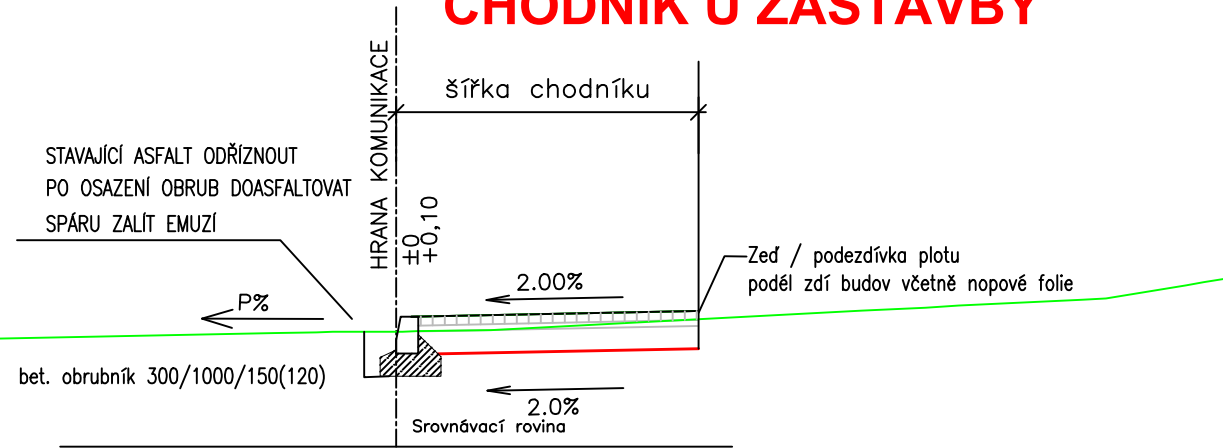 CHODNÍK U ZÁSTAVBY
HRANA KOMUNIKACE
šířka chodníku
STAVAJÍCÍ ASFALT ODŘÍZNOUT
PO OSAZENÍ OBRUB DOASFALTOVAT
SPÁRU ZALÍT EMUZÍ
±0
+0,10
Zeď / podezdívka plotu
podél zdí budov včetně nopové folie
2.00%
P%
bet. obrubník 300/1000/150(120)
2.0%
Srovnávací rovina